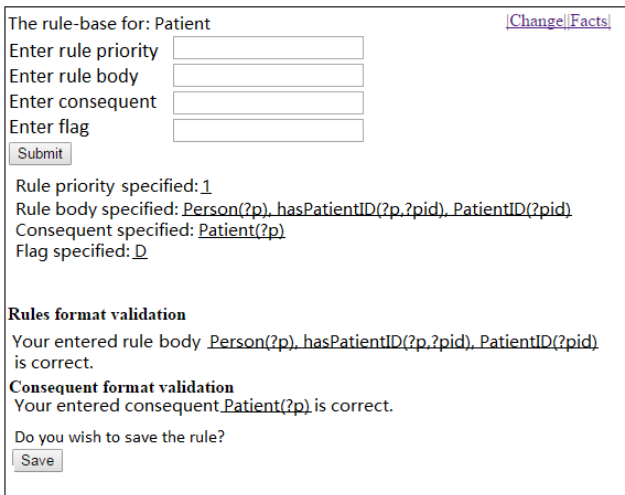 The rule-base for: Patient |Change||Facts|
Enter rule priority
Enter rule body
Enter consequent
Enter flag
Submit
Rule priority specified: 1
Rule body specified: Person(?p), hasPatientID(?p,?pid), PatientID(?pid)
Consequent specified: Patient(?p)
Flag specified: D
Rules format validation
Your entered rule body Person(?p), hasPatientID(?p,?pid), PatientID(?pid)
is correct.
Consequent format validation
Your entered consequent Patient(?p) is correct.
Do you wish to save the rule?
Save